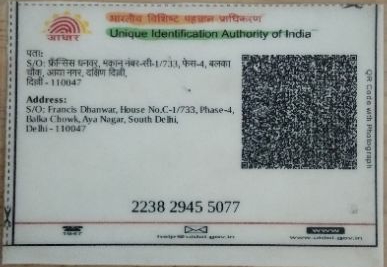 भारतीय विशिष्ट पहचान प्राधिकरण
आधार
Unique Identification Authority of India
पता:
S/O: फ्रैन्सिस धनवर, मकान नंबर-सी-1/733, फेस-4, बलका
चौक, आया नगर, दक्षिण दिल्ली,
दिल्ली - 110047
Address:
S/O: Francis Dhanwar, House No.C-1/733, Phase-4,
Balka Chowk, Aya Nagar, South Delhi,
Delhi - 110047
QR Code with Photograph
2238 2945 5077
1947
help@uidai.gov.in
www.uidai.gov.in